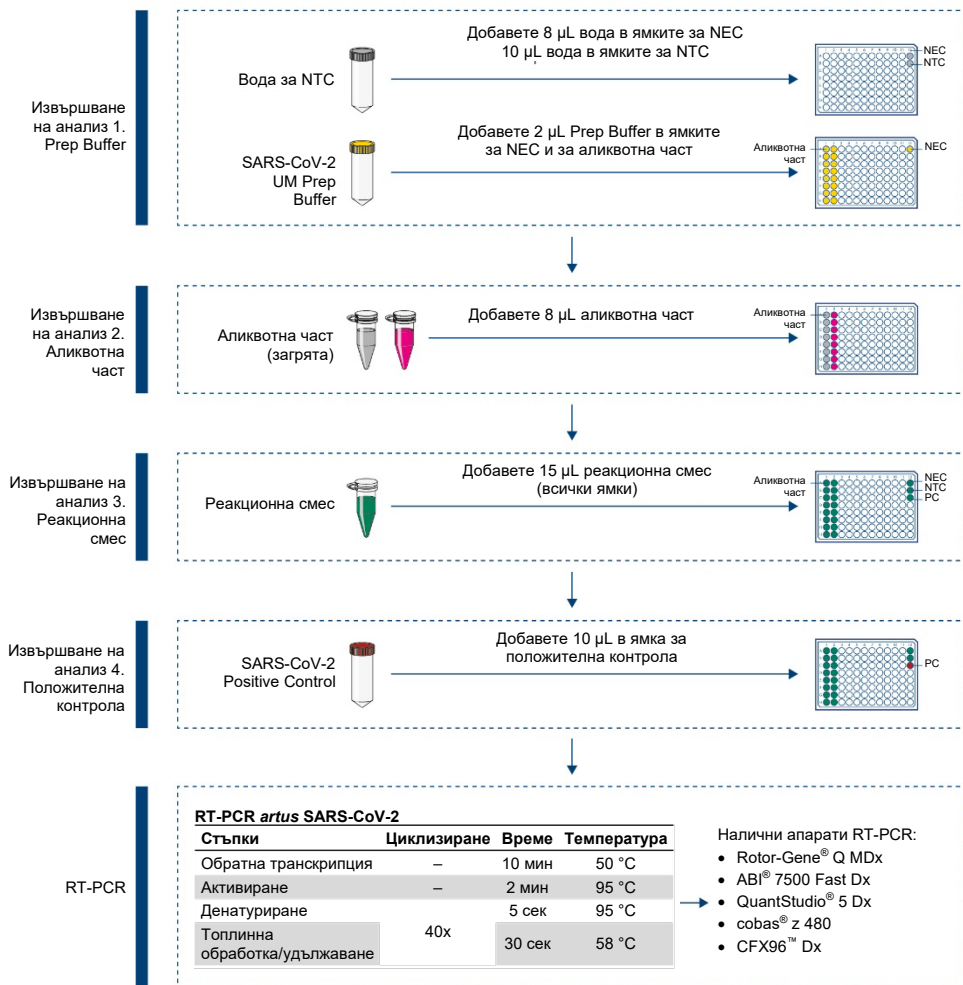 Извършване
на анализ 1.
Prep Buffer
Вода за NTC
Добавете 8 µL вода в ямките за NEC
10 µL вода в ямките за NTC
NEC
NTC
SARS-CoV-2
UM Prep
Buffer
Добавете 2 µL Prep Buffer в ямките
за NEC и за аликвотна част
Аликвотна
част
NEC
Извършване
на анализ 2.
Аликвотна
част
Аликвотна част
(загрята)
Добавете 8 µL аликвотна част
Аликвотна
част
Извършване на
анализ 3.
Реакционна
смес
Реакционна смес
Добавете 15 µL реакционна смес
(всички ямки)
Аликвотна
част
NEC
NTC
PC
Извършване на
анализ 4.
Положителна
контрола
SARS-CoV-2
Positive Control
Добавете 10 µL в ямка за
положителна контрола
PC
RT-PCR
RT-PCR artus SARS-CoV-2
Стъпки Циклизиране Време Температура
Обратна транскрипция – 10 мин 50 °C
Активиране – 2 мин 95 °C
Денатуриране 5 сек 95 °C
40x
Топлинна
обработка/удължаване 30 сек 58 °C
Налични апарати RT-PCR:
• Rotor-Gene® Q MDx
• ABI® 7500 Fast Dx
• QuantStudio® 5 Dx
• cobas® z 480
• CFX96™ Dx